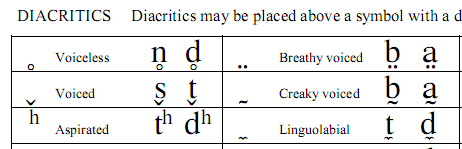 DIACRITICS Diacritics may be placed above a symbol with a d
̥ Voiceless n̥ d̥ ̤ Breathy voiced b̤ a̤
̬ Voiced s̬ t̬ ̰ Creaky voiced b̰ a̰
ʰ Aspirated tʰ dʰ ̼ Linguolabial t̼ d̼